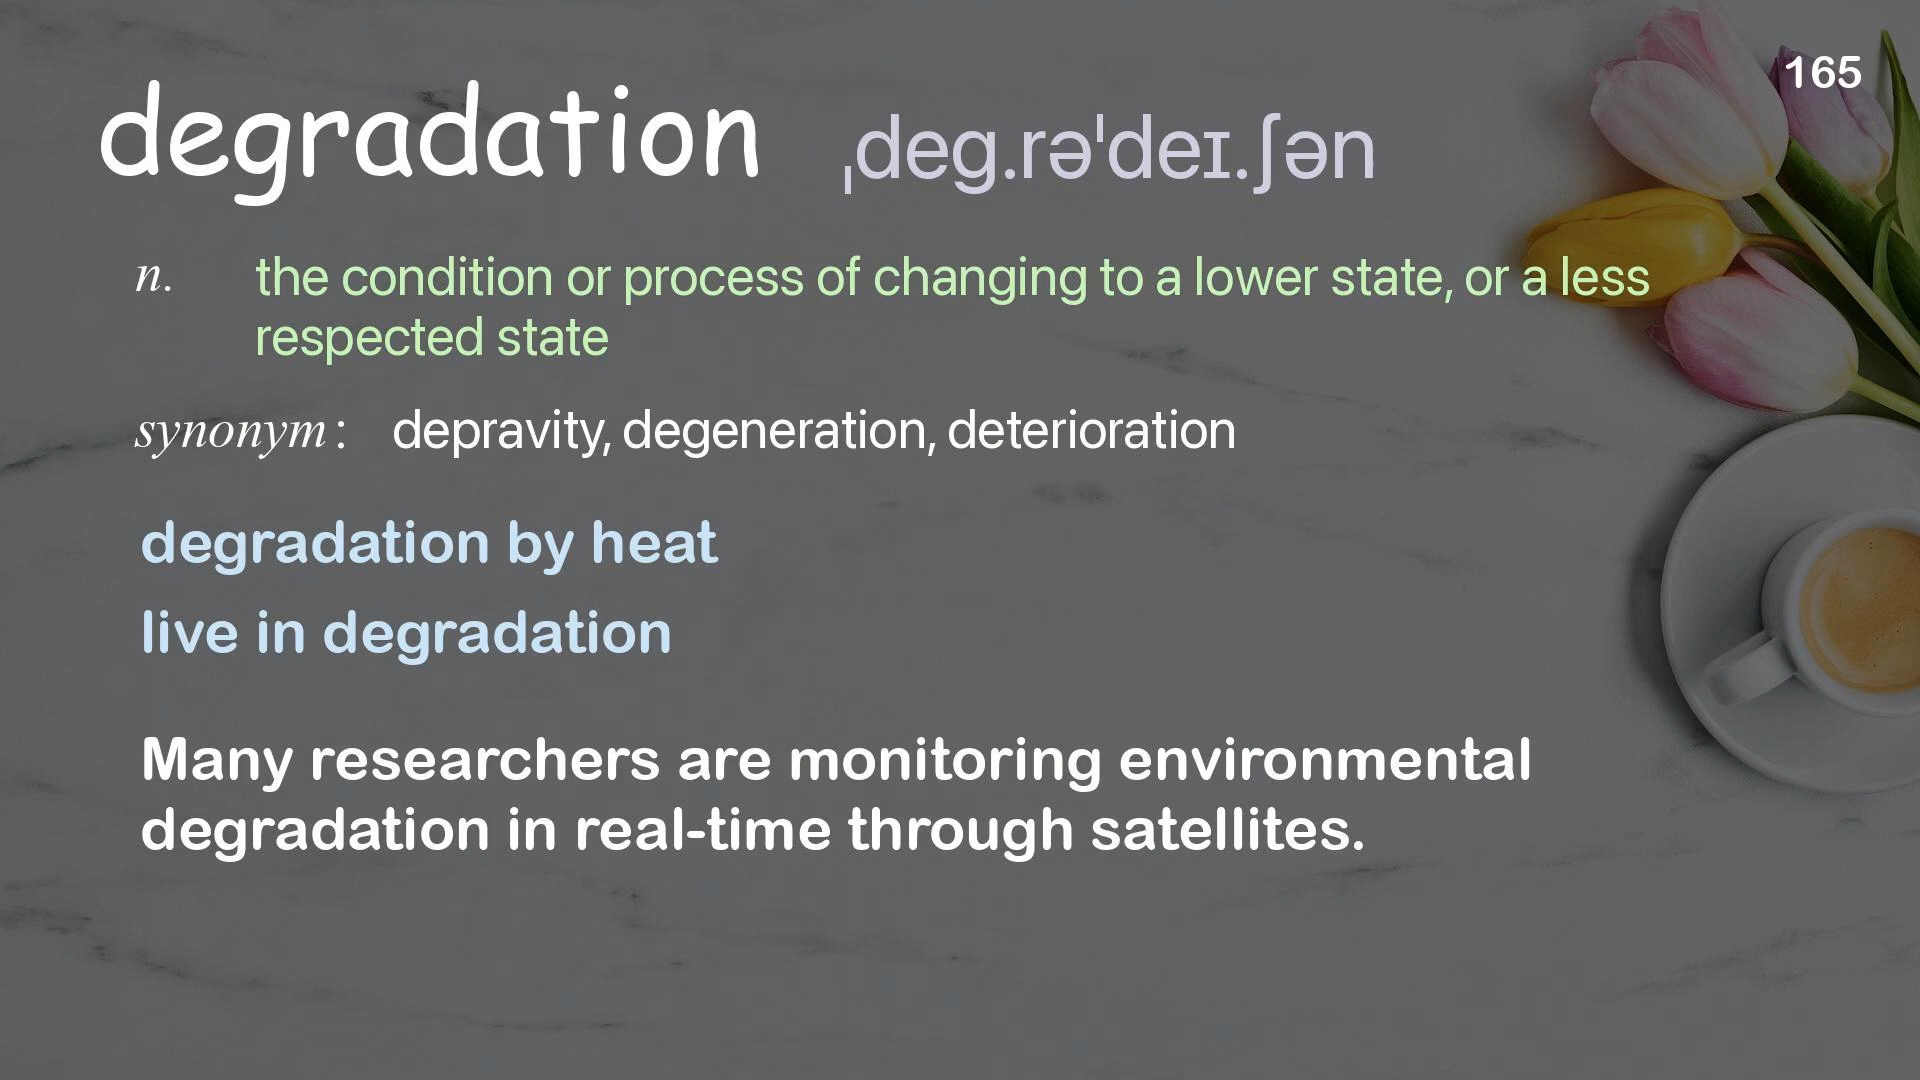 165
degradation ˌdeg.rəˈdeɪ.ʃən
n. the condition or process of changing to a lower state, or a less
respected state
synonym: depravity, degeneration, deterioration
degradation by heat
live in degradation
Many researchers are monitoring environmental
degradation in real-time through satellites.